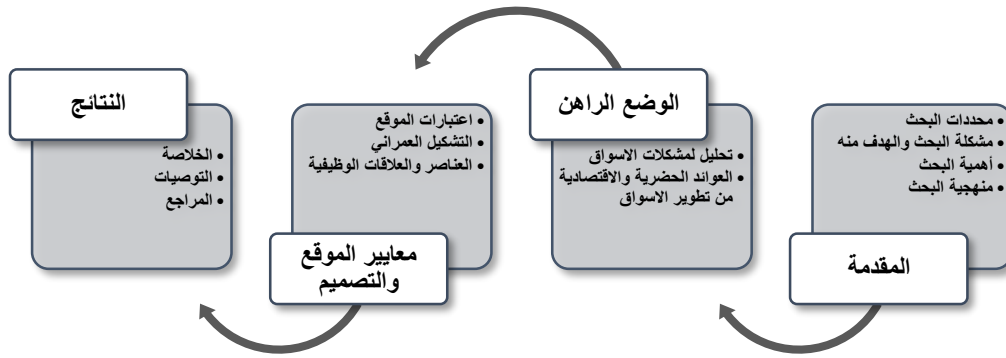 المقدمة
• محددات البحث
• مشكلة البحث والهدف منه
• أهمية البحث
• منهجية البحث
الوضع الراهن
• تحليل لمشكلات الاسواق
• العوائد الحضرية والاقتصادية
من تطوير الاسواق
معايير الموقع
والتصميم
• اعتبارات الموقع
• التشكيل العمراني
• العناصر والعلاقات الوظيفية
النتائج
• الخلاصة
• التوصيات
• المراجع